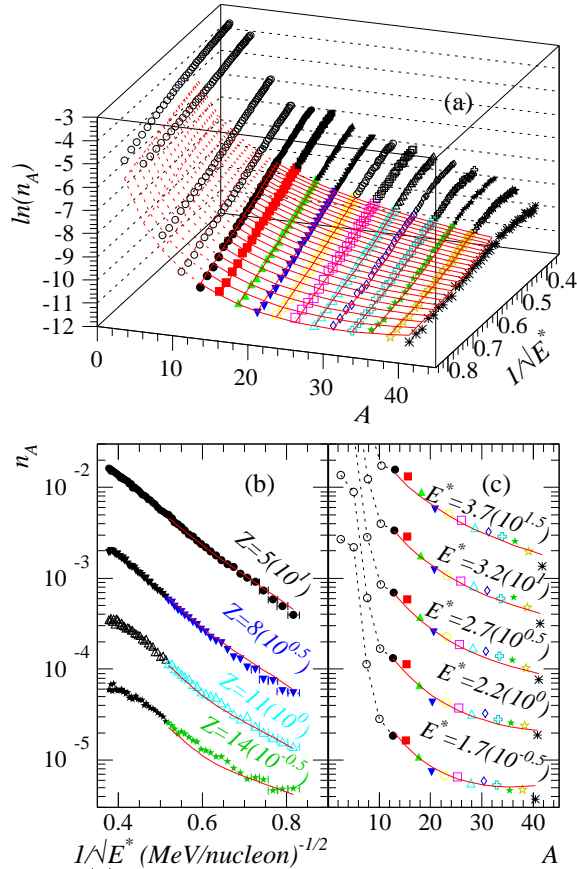 (a)
ln(n_A)
-3
-4
-5
-6
-7
-8
-9
-10
-11
-12
0
10
20
30
40
A
0.4
0.5
0.6
0.7
0.8
1/√E*
n_A
(b)
(c)
10^-2
10^-3
10^-4
10^-5
Z=5(10^1)
Z=8(10^0.5)
Z=11(10^0)
Z=14(10^-0.5)
E*=3.7(10^1.5)
E*=3.2(10^1)
E*=2.7(10^0.5)
E*=2.2(10^0)
E*=1.7(10^-0.5)
0.4 0.6 0.8
0 10 20 30 40
1/√E* (MeV/nucleon)^-1/2
A